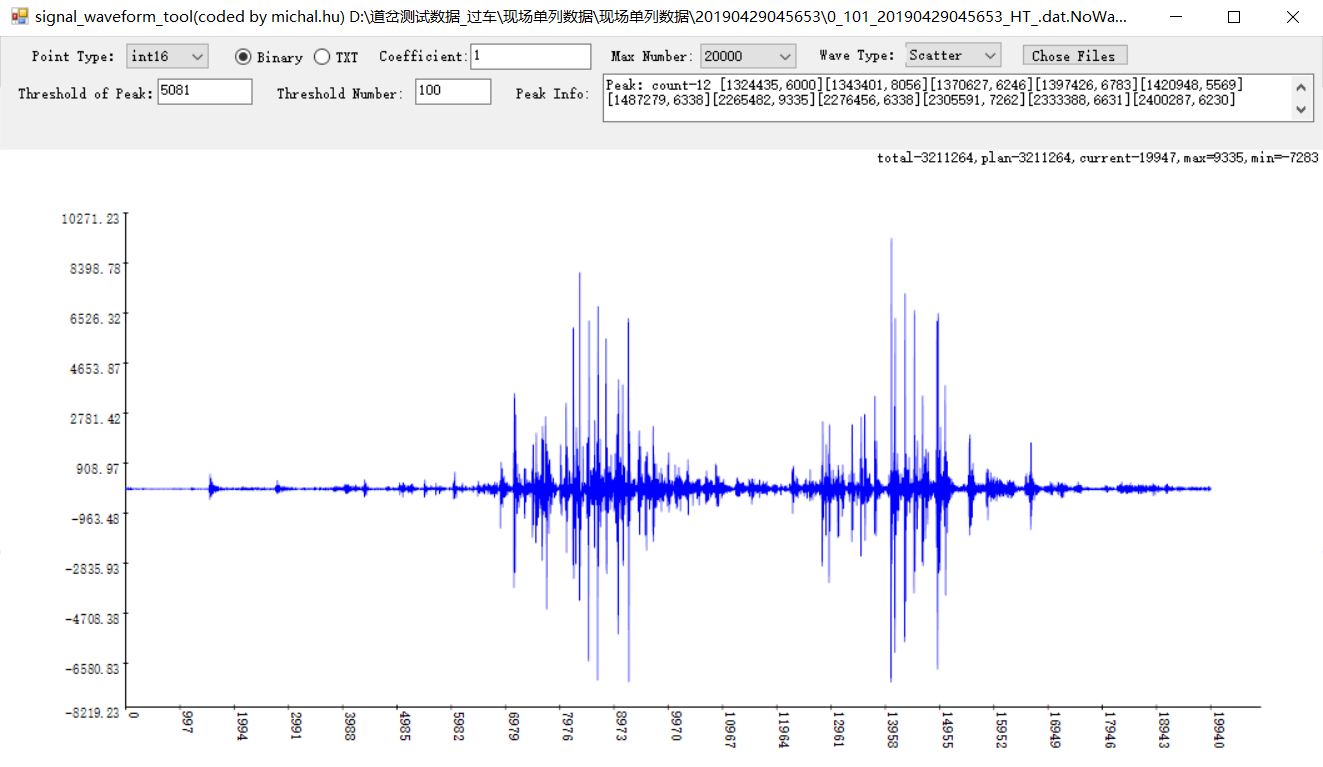 signal_waveform_tool(coded by michal.hu) D:\道岔测试数据_过车\现场单列数据\现场单列数据\20190429045653\0_101_20190429045653_HT_.dat.NoWa...
Point Type: int16 Binary TXT Coefficient: 1 Max Number: 20000 Wave Type: Scatter Chose Files
Threshold of Peak: 5081 Threshold Number: 100 Peak Info:
Peak: count-12 [1324435,6000][1343401,8056][1370627,6246][1397426,6783][1420948,5569]
[1487279,6338][2265482,9335][2276456,6338][2305591,7262][2333388,6631][2400287,6230]
total-3211264,plan-3211264,current-19947,max=9335,min=-7283
10271.23
8398.78
6526.32
4653.87
2781.42
908.97
-963.48
-2835.93
-4708.38
-6580.83
-8219.23
0 997 1994 2991 3988 4985 5982 6979 7976 8973 9970 10967 11964 12961 13958 14955 15952 16949 17946 18943 19940